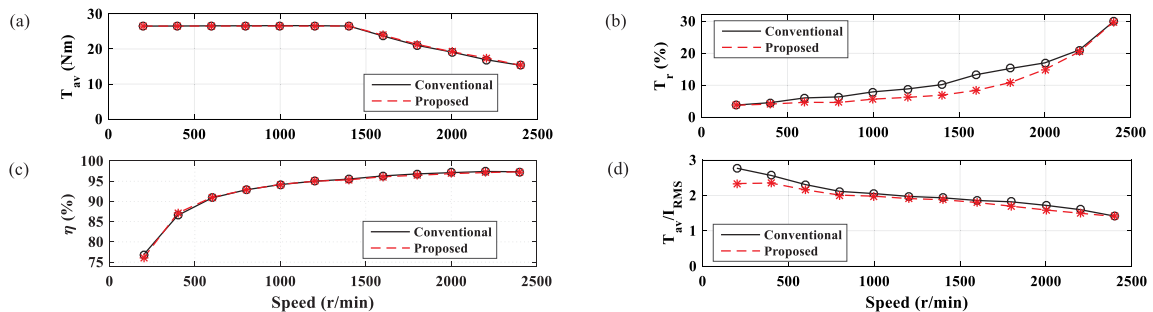 (a)
T_av (Nm)
30
20
10
0
0 500 1000 1500 2000 2500
Conventional
Proposed
(b)
T_r (%)
30
20
10
0
0 500 1000 1500 2000 2500
Conventional
Proposed
(c)
η (%)
100
95
90
85
80
75
0 500 1000 1500 2000 2500
Speed (r/min)
Conventional
Proposed
(d)
T_av/I_RMS
3
2
1
0
0 500 1000 1500 2000 2500
Speed (r/min)
Conventional
Proposed